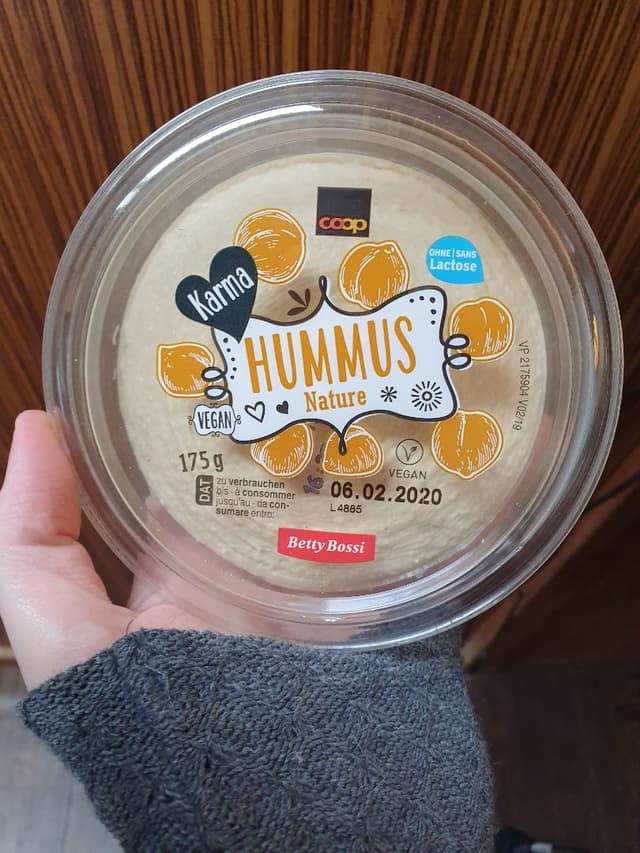 coop
OHNE|SANS
Lactose
Karma
HUMMUS
Nature
VEGAN
175g
VEGAN
DAT
zu verbrauchen
bis · à consommer
jusqu'au · da con-
sumare entro:
06.02.2020
L4885
Betty Bossi
VP 2175904 V02/19